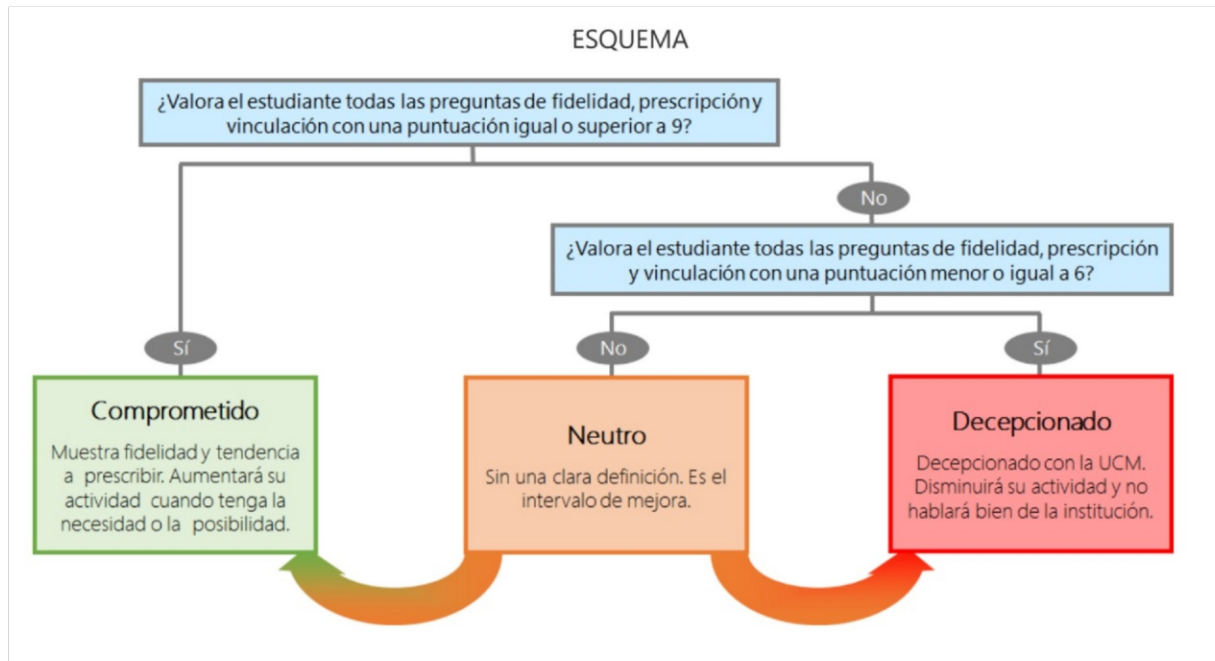 ESQUEMA
¿Valora el estudiante todas las preguntas de fidelidad, prescripción y
vinculación con una puntuación igual o superior a 9?
No
¿Valora el estudiante todas las preguntas de fidelidad, prescripción
y vinculación con una puntuación menor o igual a 6?
Sí
No
Sí
Comprometido
Muestra fidelidad y tendencia
a prescribir. Aumentará su
actividad cuando tenga la
necesidad o la posibilidad.
Neutro
Sin una clara definición. Es el
intervalo de mejora.
Decepcionado
Decepcionado con la UCM.
Disminuirá su actividad y no
hablará bien de la institución.